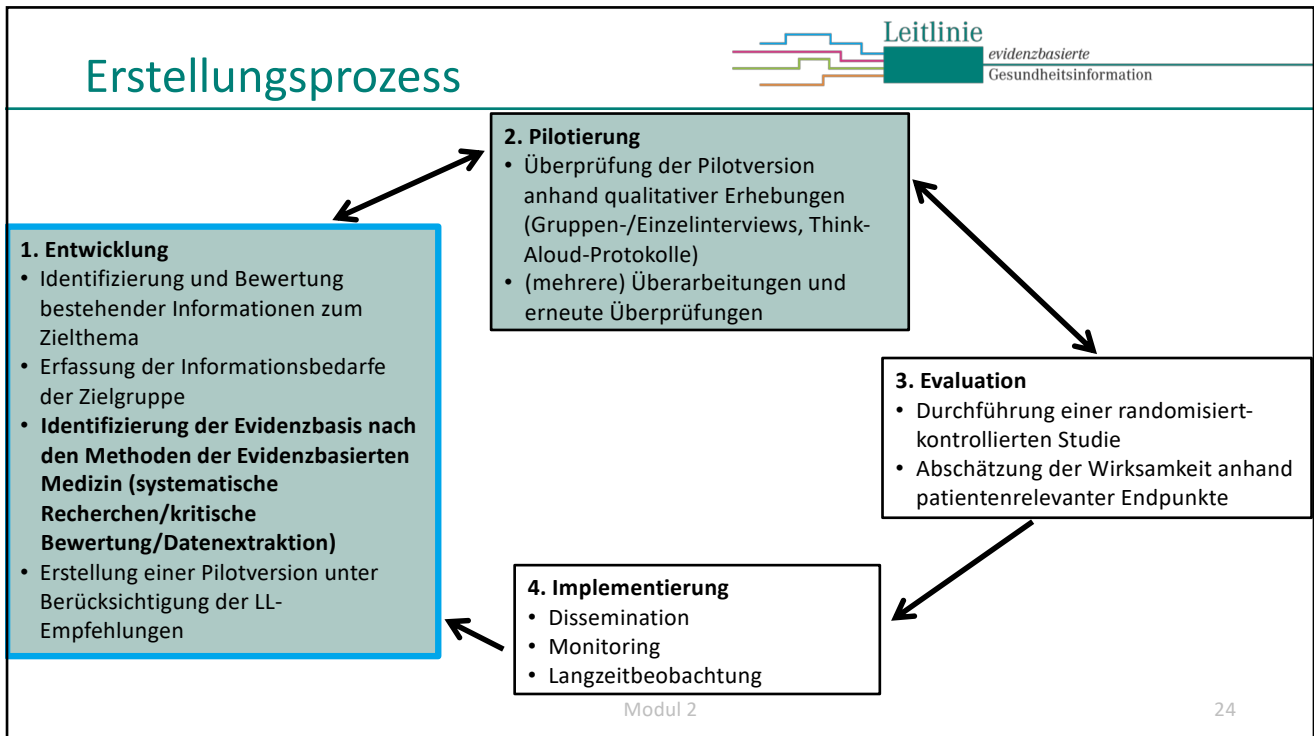 Erstellungsprozess
Leitlinie
evidenzbasierte
Gesundheitsinformation
2. Pilotierung
• Überprüfung der Pilotversion
anhand qualitativer Erhebungen
(Gruppen-/Einzelinterviews, Think-
Aloud-Protokolle)
• (mehrere) Überarbeitungen und
erneute Überprüfungen
1. Entwicklung
• Identifizierung und Bewertung
bestehender Informationen zum
Zielthema
• Erfassung der Informationsbedarfe
der Zielgruppe
• Identifizierung der Evidenzbasis nach
den Methoden der Evidenzbasierten
Medizin (systematische
Recherchen/kritische
Bewertung/Datenextraktion)
• Erstellung einer Pilotversion unter
Berücksichtigung der LL-
Empfehlungen
3. Evaluation
• Durchführung einer randomisiert-
kontrollierten Studie
• Abschätzung der Wirksamkeit anhand
patientenrelevanter Endpunkte
4. Implementierung
• Dissemination
• Monitoring
• Langzeitbeobachtung
Modul 2
24